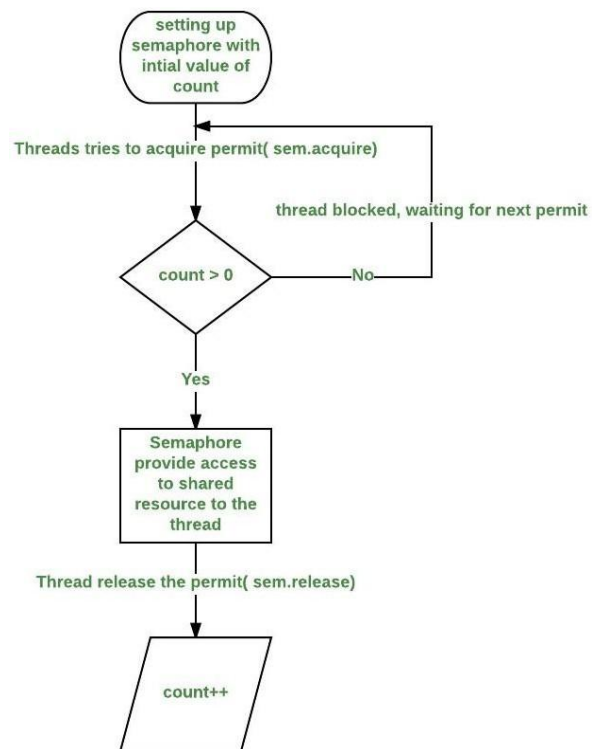 setting up
semaphore with
intial value of
count
Threads tries to acquire permit( sem.acquire)
thread blocked, waiting for next permit
count > 0
No
Yes
Semaphore
provide access
to shared
resource to the
thread
Thread release the permit( sem.release)
count++